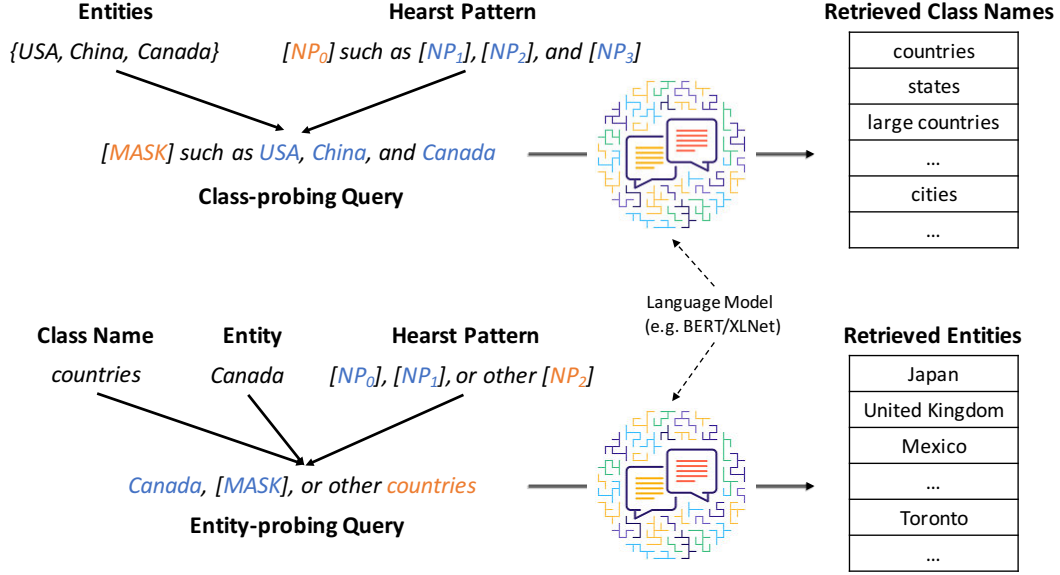 Entities
Hearst Pattern
Retrieved Class Names
{USA, China, Canada}
[NP0] such as [NP1], [NP2], and [NP3]
countries
states
large countries
...
cities
...
[MASK] such as USA, China, and Canada
Class-probing Query
Language Model
(e.g. BERT/XLNet)
Class Name
Entity
Hearst Pattern
Retrieved Entities
countries
Canada
[NP0], [NP1], or other [NP2]
Japan
United Kingdom
Mexico
...
Toronto
...
Canada, [MASK], or other countries
Entity-probing Query